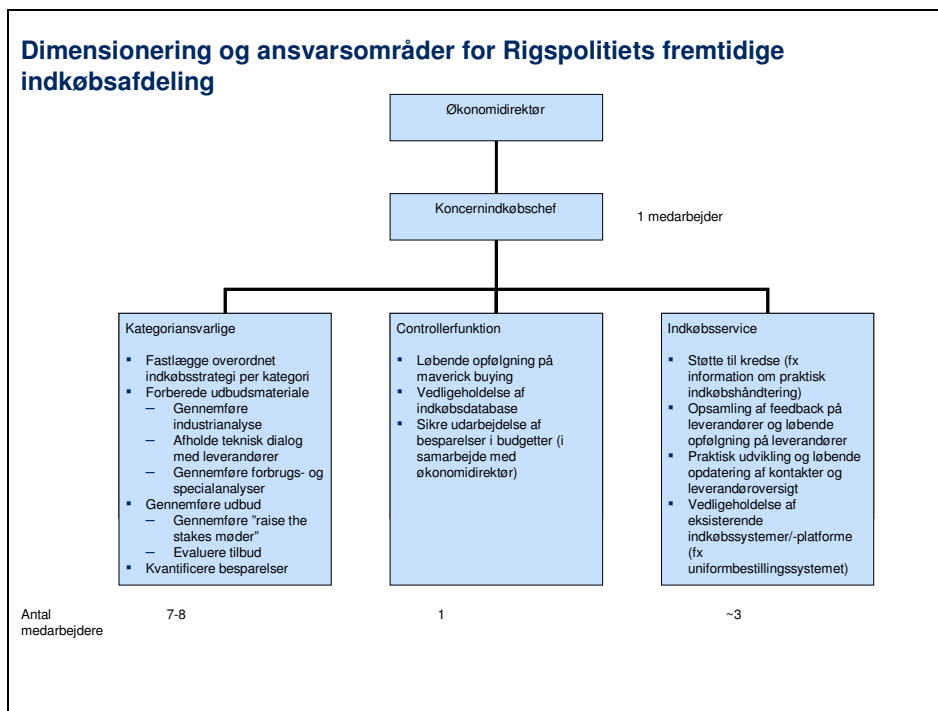 Dimensionering og ansvarsområder for Rigspolitiets fremtidige
indkøbsafdeling
Økonomidirektør
Koncernindkøbschef
1 medarbejder
Kategoriansvarlige
▪ Fastlægge overordnet
indkøbsstrategi per kategori
▪ Forberede udbudsmateriale
– Gennemføre
industrianalyse
– Afholde teknisk dialog
med leverandører
– Gennemføre forbrugs- og
specialanalyser
▪ Gennemføre udbud
– Gennemføre ”raise the
stakes møder”
– Evaluere tilbud
▪ Kvantificere besparelser
Controllerfunktion
▪ Løbende opfølgning på
maverick buying
▪ Vedligeholdelse af
indkøbsdatabase
▪ Sikre udarbejdelse af
besparelser i budgetter (i
samarbejde med
økonomidirektør)
Indkøbsservice
▪ Støtte til kredse (fx
information om praktisk
indkøbshåndtering)
▪ Opsamling af feedback på
leverandører og løbende
opfølgning på leverandører
▪ Praktisk udvikling og løbende
opdatering af kontakter og
leverandøroversigt
▪ Vedligeholdelse af
eksisterende
indkøbssystemer/-platforme
(fx
uniformbestillingssystemet)
Antal
medarbejdere
7-8
1
~3